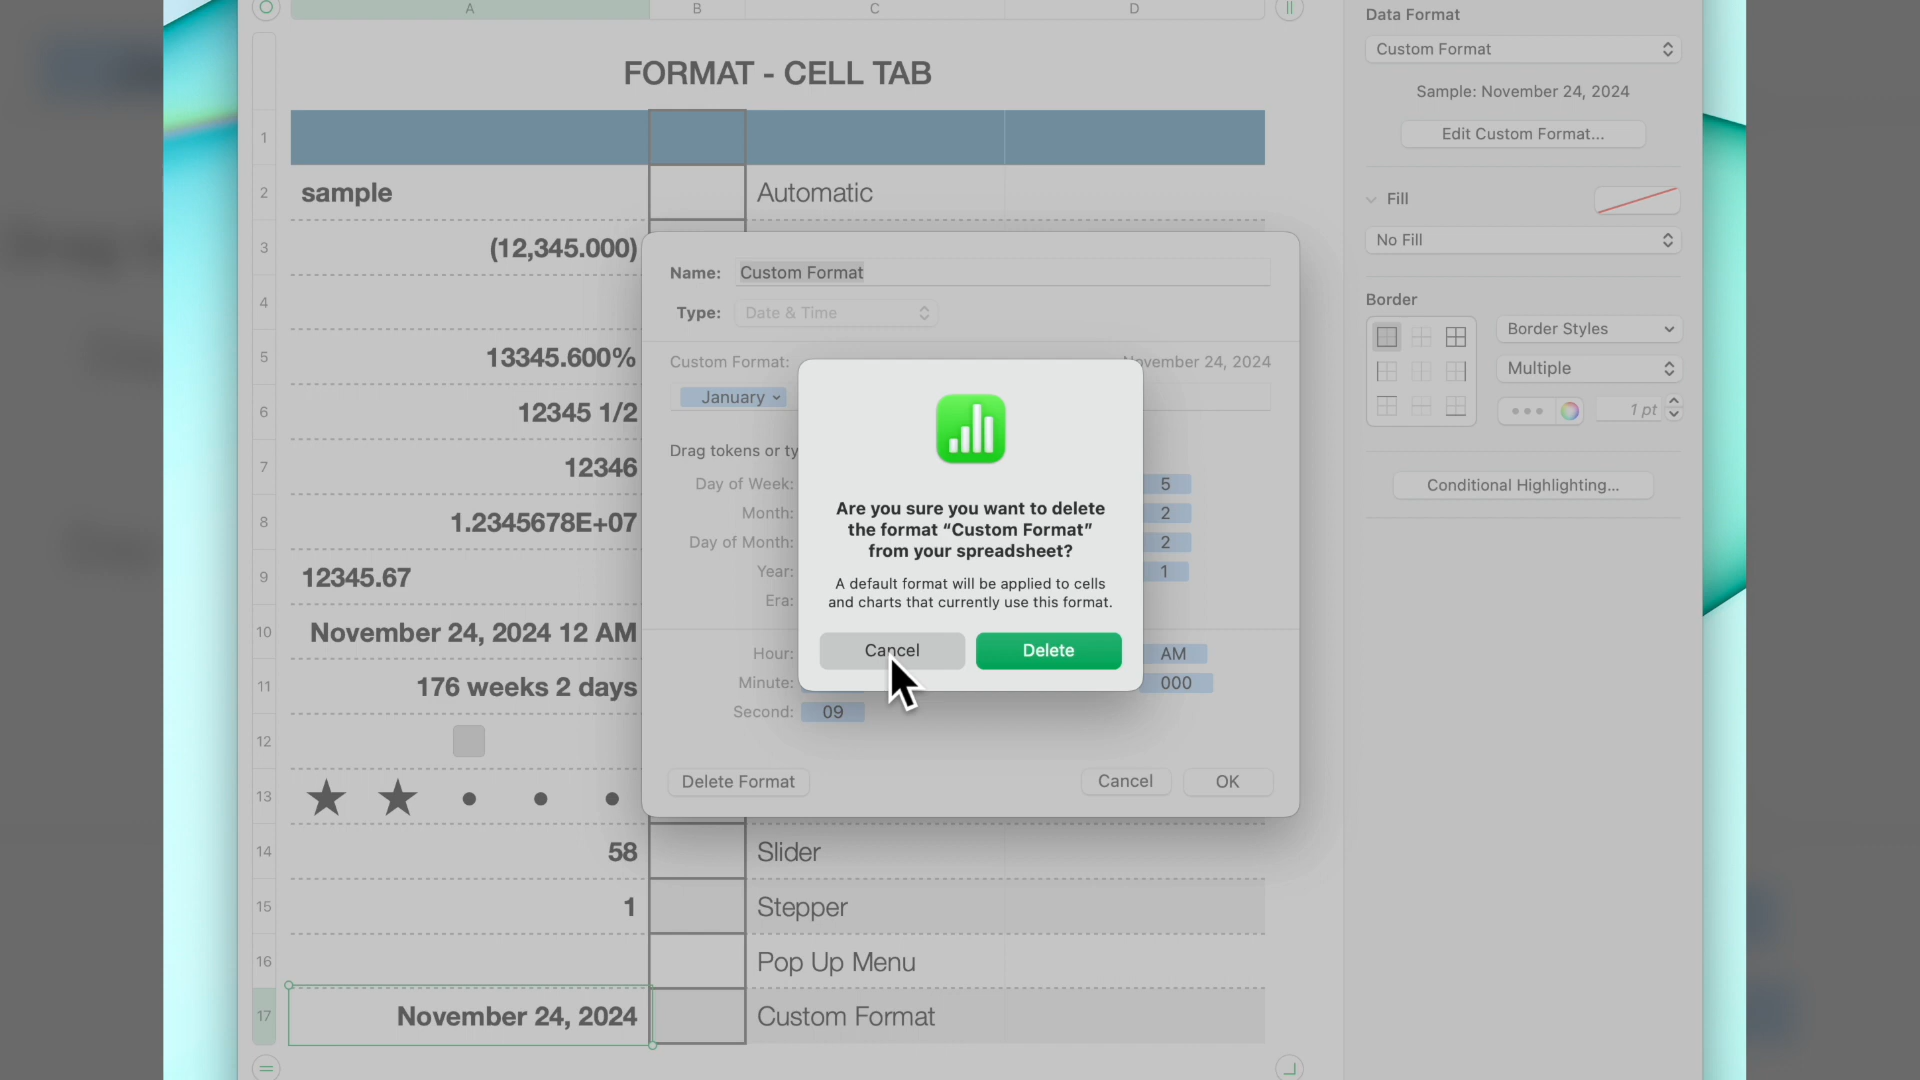 A B C D
FORMAT - CELL TAB
1
2 sample Automatic
3 (12,345.000)
4
5 13345.600%
6 12345 1/2
7 12346
8 1.2345678E+07
9 12345.67
10 November 24, 2024 12 AM
11 176 weeks 2 days
12
13
14 58 Slider
15 1 Stepper
16 Pop Up Menu
17 November 24, 2024 Custom Format
Name: Custom Format
Type: Date & Time
Custom Format: November 24, 2024
January
Drag tokens or ty
Day of Week: 5
Month: 2
Day of Month: 2
Year: 1
Era:
Hour: AM
Minute: 000
Second: 09
Delete Format Cancel OK
Are you sure you want to delete
the format “Custom Format”
from your spreadsheet?
A default format will be applied to cells
and charts that currently use this format.
Cancel Delete
Data Format
Custom Format
Sample: November 24, 2024
Edit Custom Format...
Fill
No Fill
Border
Border Styles
Multiple
1 pt
Conditional Highlighting...